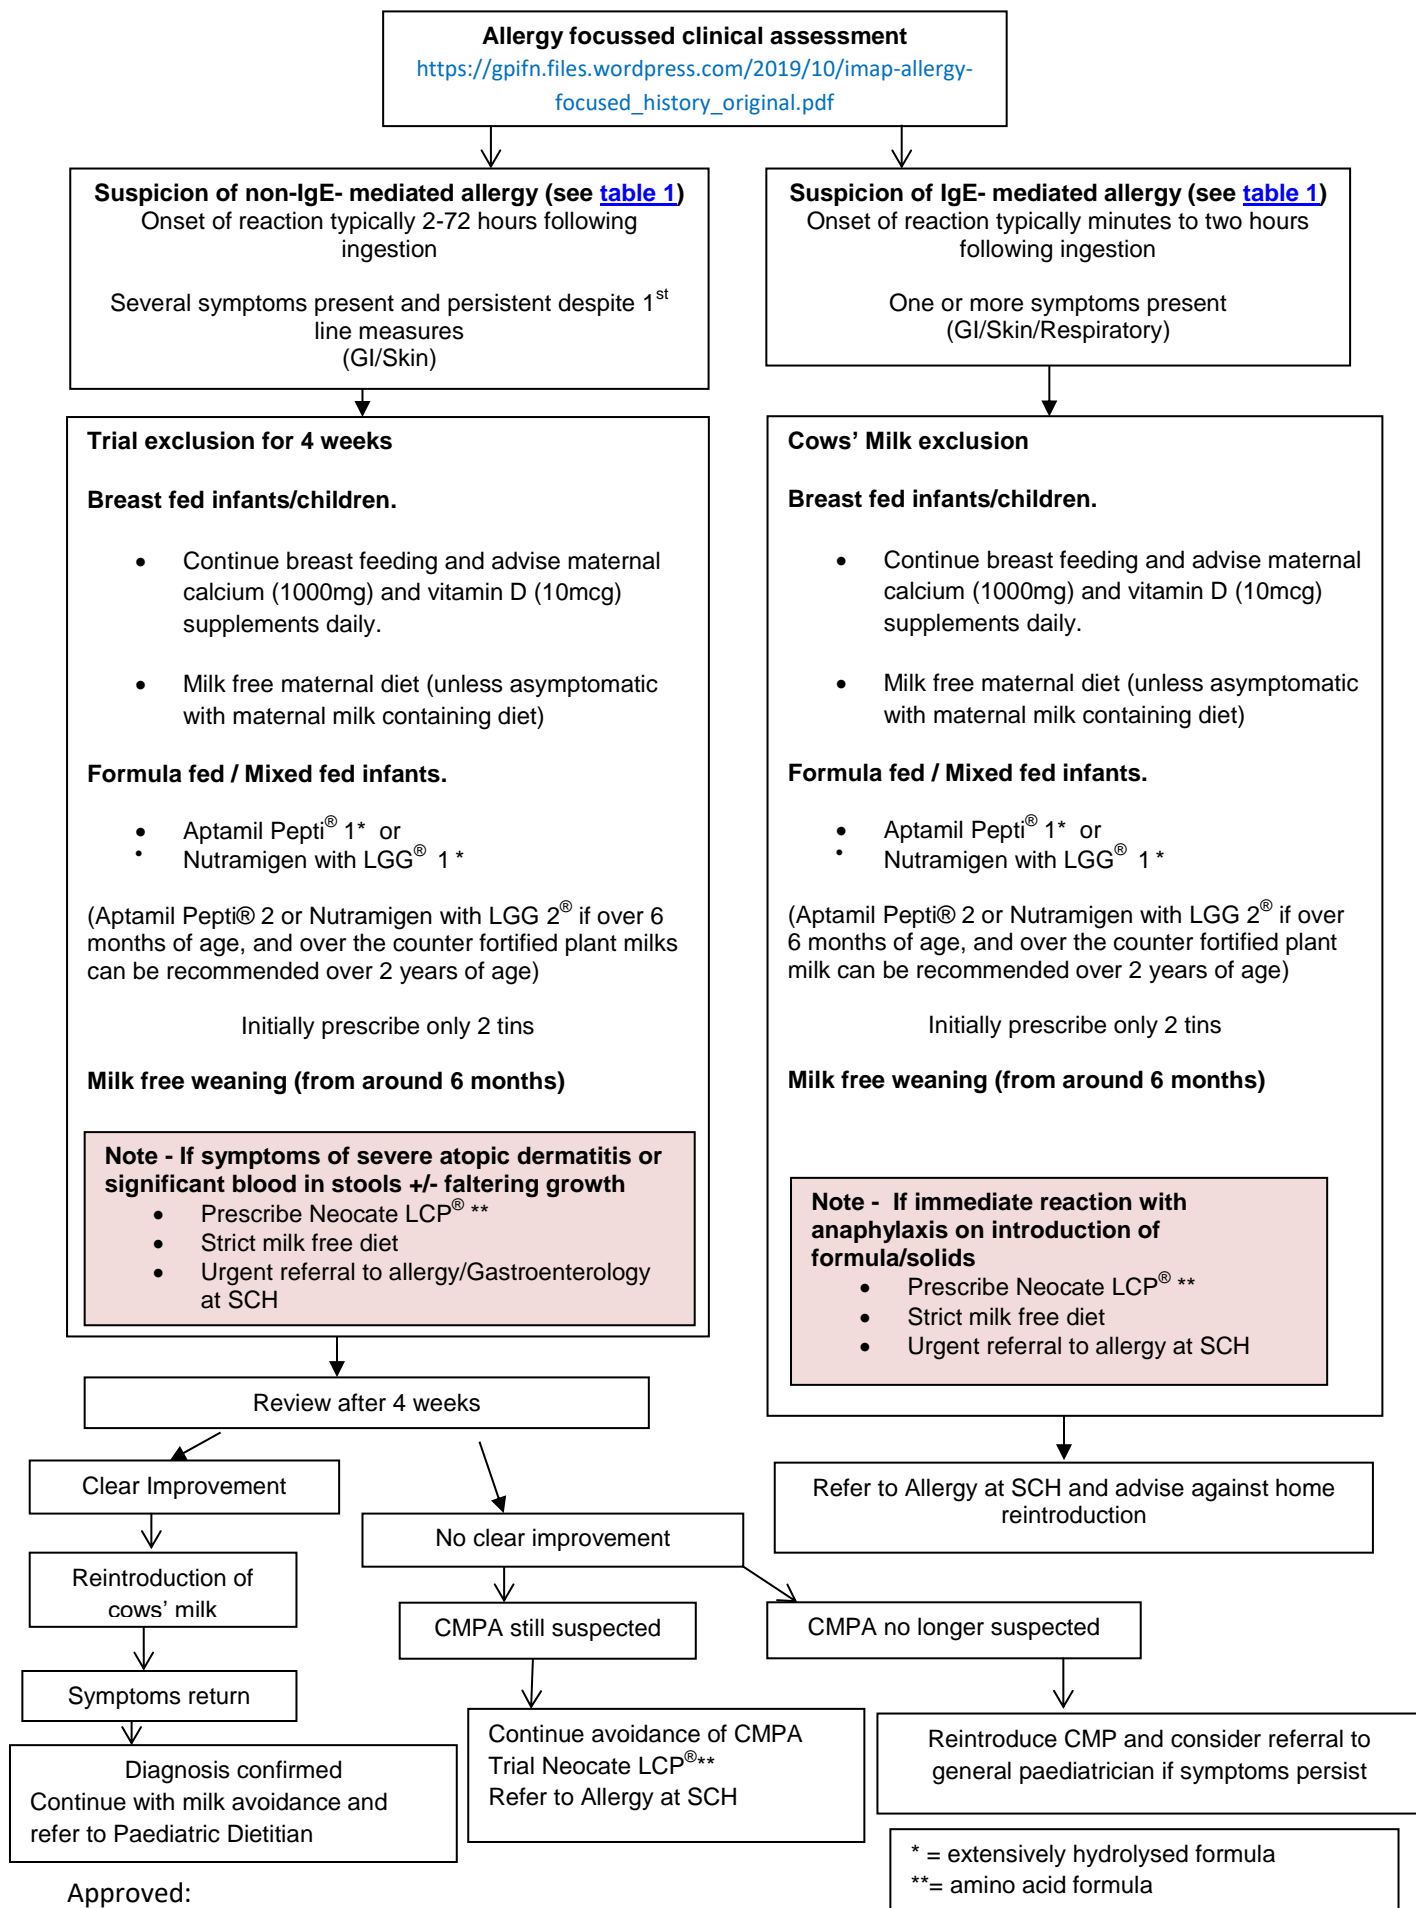 Allergy focussed clinical assessment
https://gpifn.files.wordpress.com/2019/10/imap-allergy-
focused_history_original.pdf
Suspicion of non-IgE- mediated allergy (see table 1)
Onset of reaction typically 2-72 hours following
ingestion
Several symptoms present and persistent despite 1st
line measures
(GI/Skin)
Suspicion of IgE- mediated allergy (see table 1)
Onset of reaction typically minutes to two hours
following ingestion
One or more symptoms present
(GI/Skin/Respiratory)
Trial exclusion for 4 weeks
Breast fed infants/children.
• Continue breast feeding and advise maternal
calcium (1000mg) and vitamin D (10mcg)
supplements daily.
• Milk free maternal diet (unless asymptomatic
with maternal milk containing diet)
Formula fed / Mixed fed infants.
• Aptamil Pepti® 1* or
• Nutramigen with LGG® 1 *
(Aptamil Pepti® 2 or Nutramigen with LGG 2® if over 6
months of age, and over the counter fortified plant milks
can be recommended over 2 years of age)
Initially prescribe only 2 tins
Milk free weaning (from around 6 months)
Note - If symptoms of severe atopic dermatitis or
significant blood in stools +/- faltering growth
• Prescribe Neocate LCP® **
• Strict milk free diet
• Urgent referral to allergy/Gastroenterology
at SCH
Cows’ Milk exclusion
Breast fed infants/children.
• Continue breast feeding and advise maternal
calcium (1000mg) and vitamin D (10mcg)
supplements daily.
• Milk free maternal diet (unless asymptomatic
with maternal milk containing diet)
Formula fed / Mixed fed infants.
• Aptamil Pepti® 1* or
• Nutramigen with LGG® 1 *
(Aptamil Pepti® 2 or Nutramigen with LGG 2® if over
6 months of age, and over the counter fortified plant
milk can be recommended over 2 years of age)
Initially prescribe only 2 tins
Milk free weaning (from around 6 months)
Note - If immediate reaction with
anaphylaxis on introduction of
formula/solids
• Prescribe Neocate LCP® **
• Strict milk free diet
• Urgent referral to allergy at SCH
Review after 4 weeks
Clear Improvement
No clear improvement
Refer to Allergy at SCH and advise against home
reintroduction
Reintroduction of
cows’ milk
CMPA still suspected
CMPA no longer suspected
Symptoms return
Diagnosis confirmed
Continue with milk avoidance and
refer to Paediatric Dietitian
Continue avoidance of CMPA
Trial Neocate LCP®**
Refer to Allergy at SCH
Reintroduce CMP and consider referral to
general paediatrician if symptoms persist
* = extensively hydrolysed formula
**= amino acid formula
Approved: